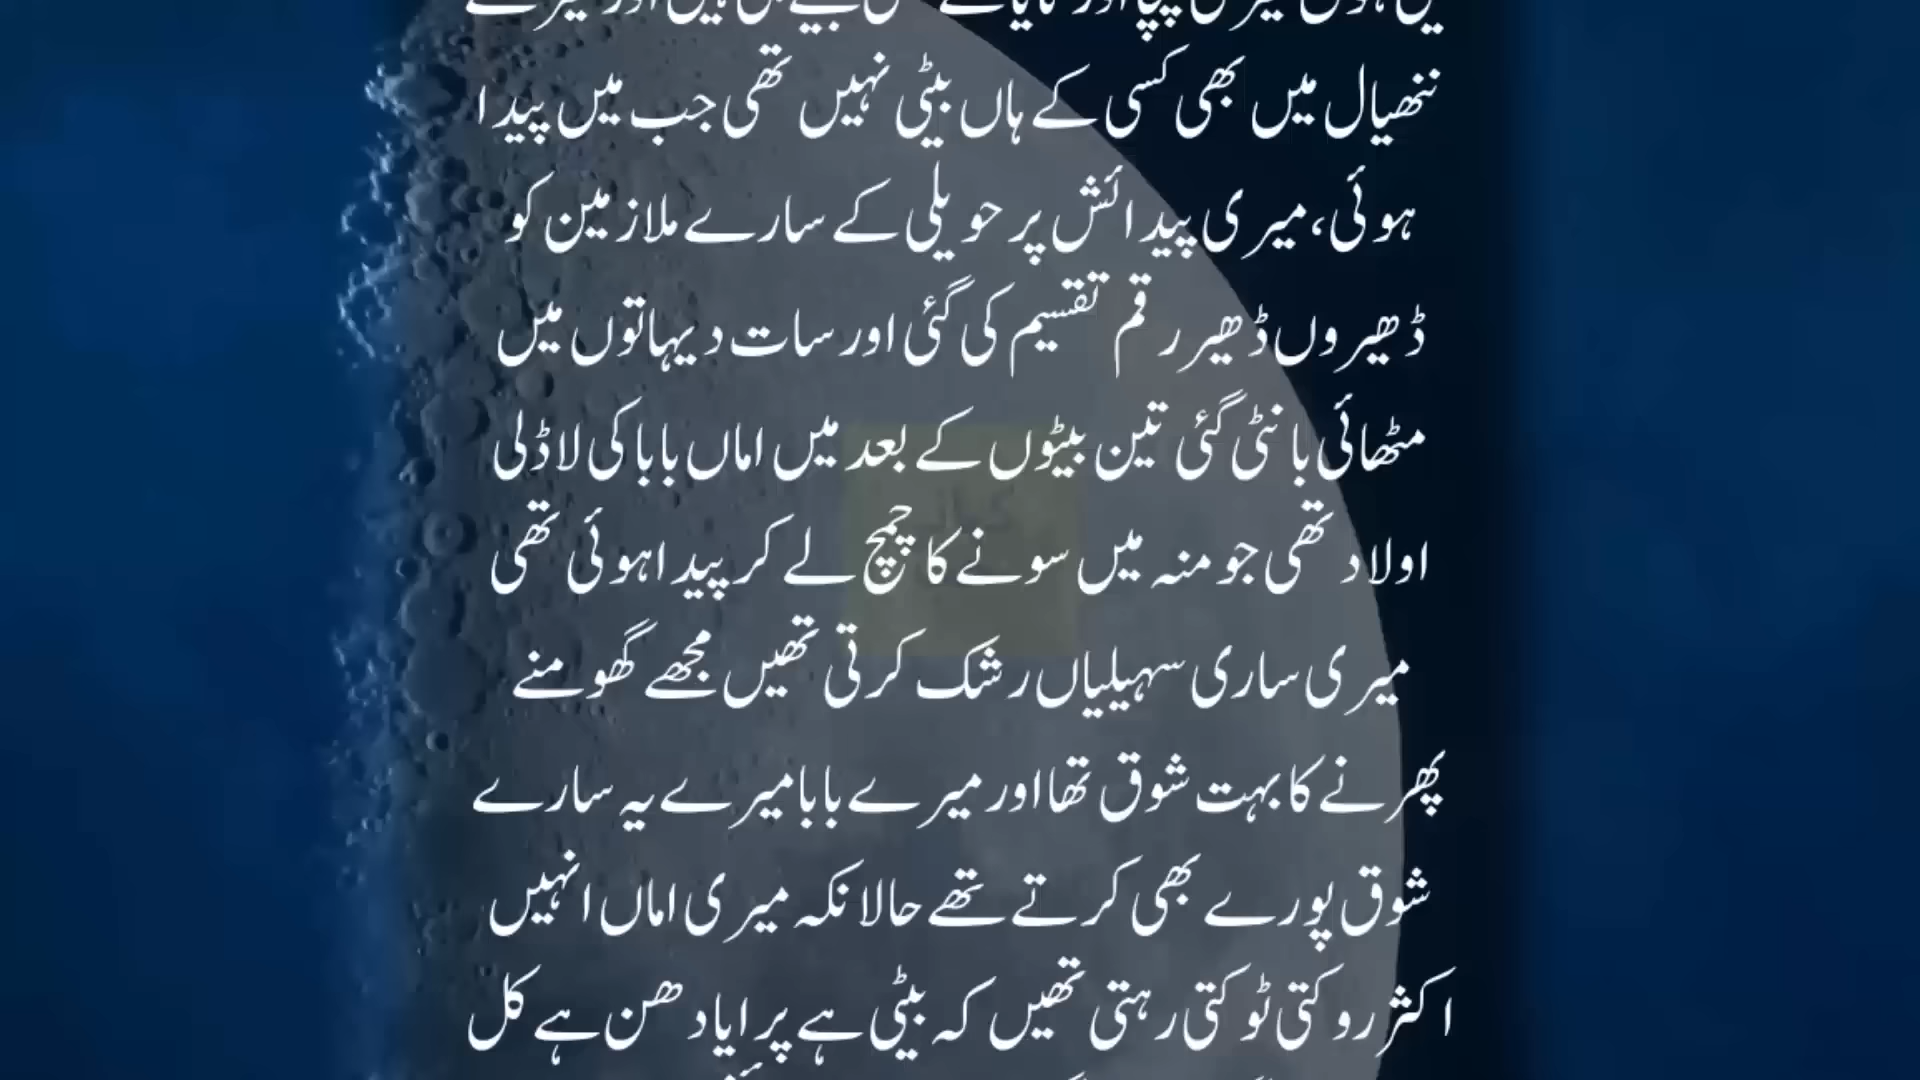 ننھیال میں بھی کسی کے ہاں بیٹی نہیں تھی جب میں پیدا
ہوئی، میری پیدائش پر حویلی کے سارے ملازمین کو
ڈھیروں ڈھیر رقم تقسیم کی گئی اور سات دیہاتوں میں
مٹھائی بانٹی گئی تین بیٹوں کے بعد میں اماں بابا کی لاڈلی
اولاد تھی جو منہ میں سونے کا چمچ لے کر پیدا ہوئی تھی
میری ساری سہیلیاں رشک کرتی تھیں مجھے گھومنے
پھرنے کا بہت شوق تھا اور میرے بابا میرے یہ سارے
شوق پورے بھی کرتے تھے حالانکہ میری اماں انہیں
اکثر روکتی ٹوکتی رہتی تھیں کہ بیٹی ہے پرایا دھن ہے کل